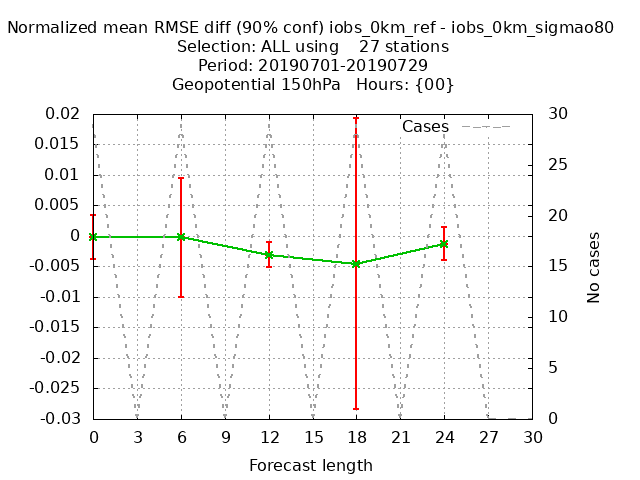 Normalized mean RMSE diff (90% conf) iobs_0km_ref - iobs_0km_sigmao80
Selection: ALL using    27 stations
Period: 20190701-20190729
Geopotential 150hPa   Hours: {00}
0.02
0.015
0.01
0.005
0
-0.005
-0.01
-0.015
-0.02
-0.025
-0.03
Cases
30
25
20
15
10
5
0
No cases
0 3 6 9 12 15 18 21 24 27 30
Forecast length